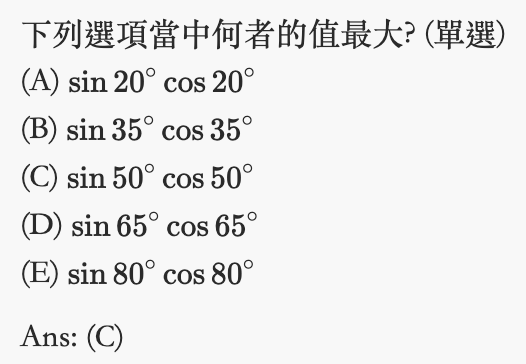 下列選項當中何者的值最大? (單選)
(A) sin 20° cos 20°
(B) sin 35° cos 35°
(C) sin 50° cos 50°
(D) sin 65° cos 65°
(E) sin 80° cos 80°
Ans: (C)